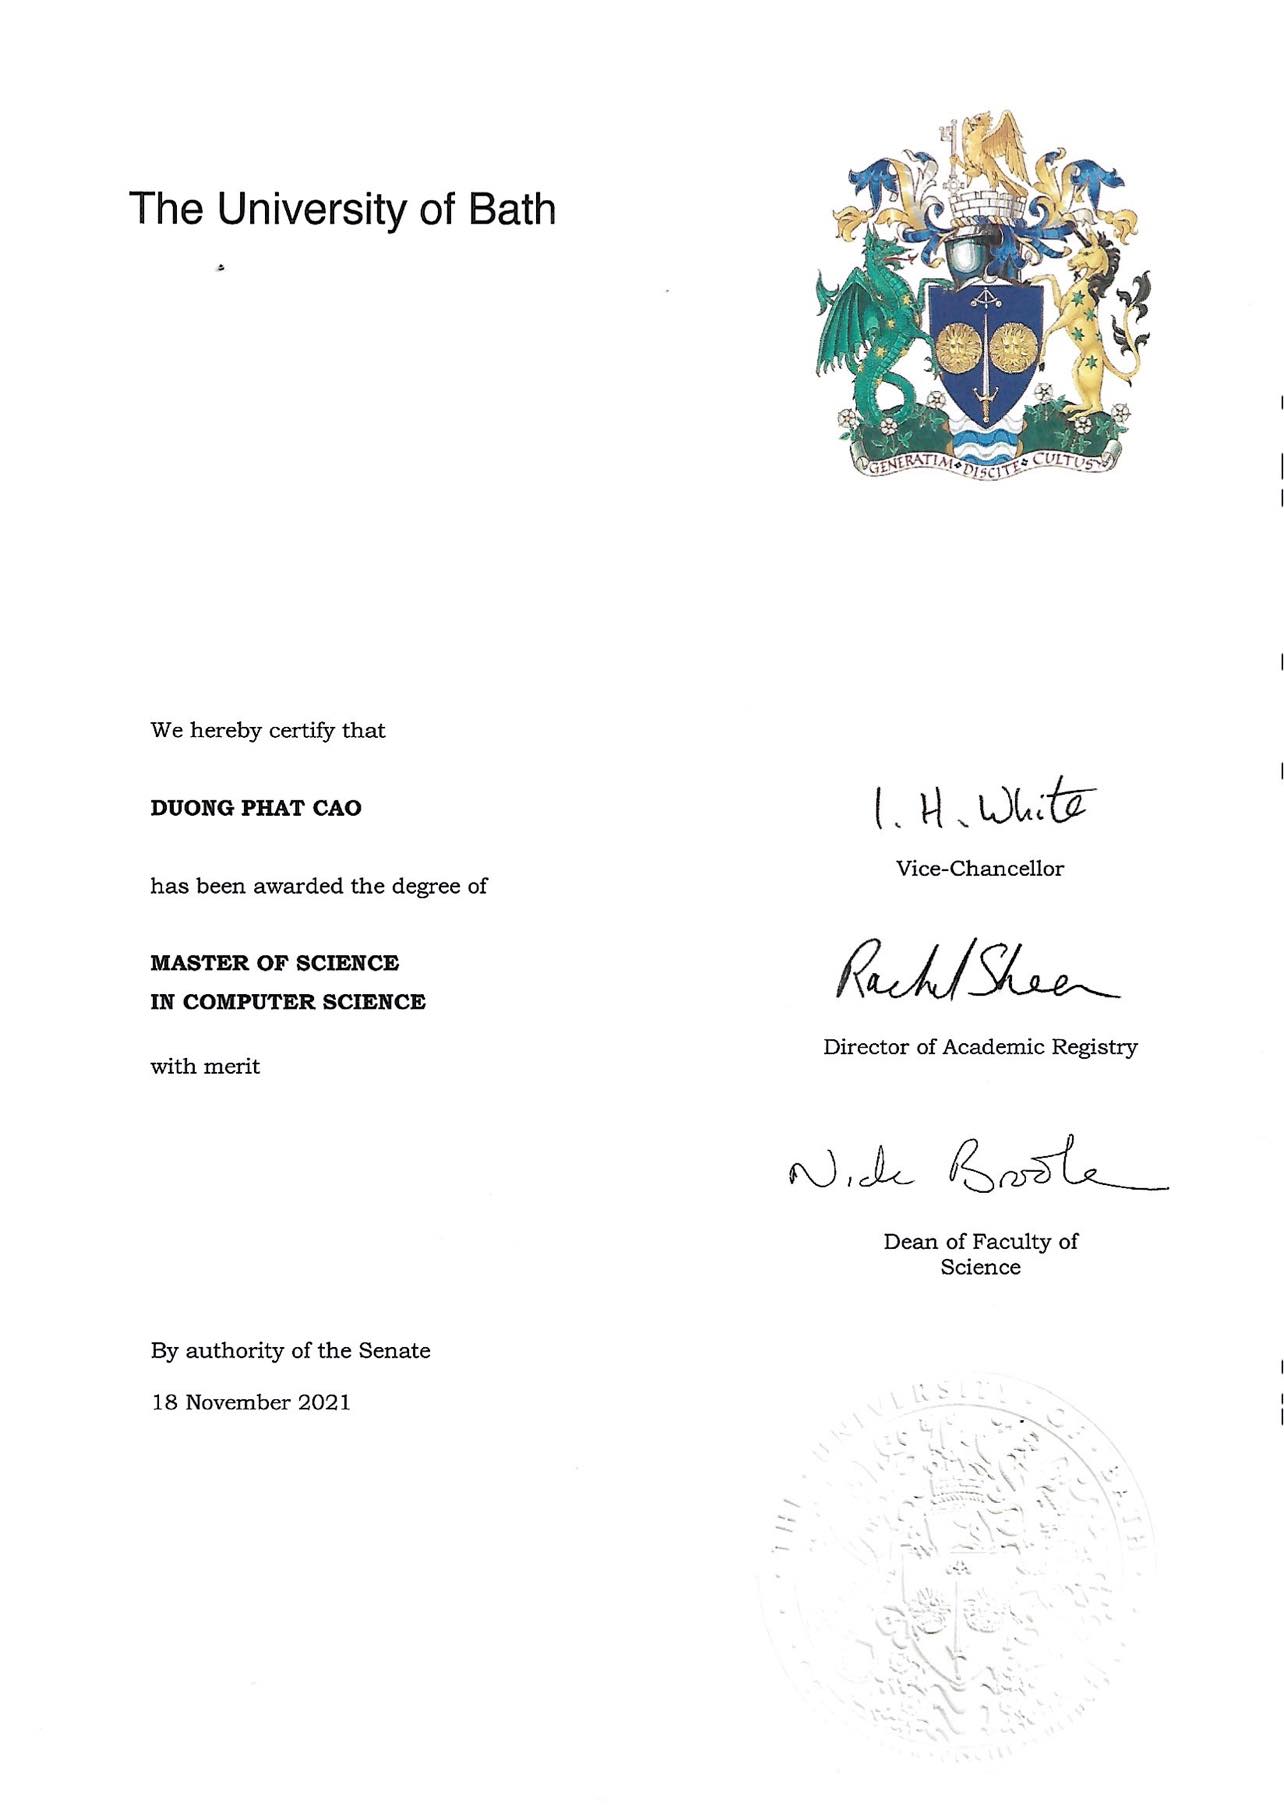 The University of Bath
GENERATIM DISCITE CULTUS
We hereby certify that
DUONG PHAT CAO
has been awarded the degree of
MASTER OF SCIENCE
IN COMPUTER SCIENCE
with merit
I. H. White
Vice-Chancellor
Rachel Sheer
Director of Academic Registry
Nick Brook
Dean of Faculty of
Science
By authority of the Senate
18 November 2021
THE · UNIVERSITY · OF · BATH